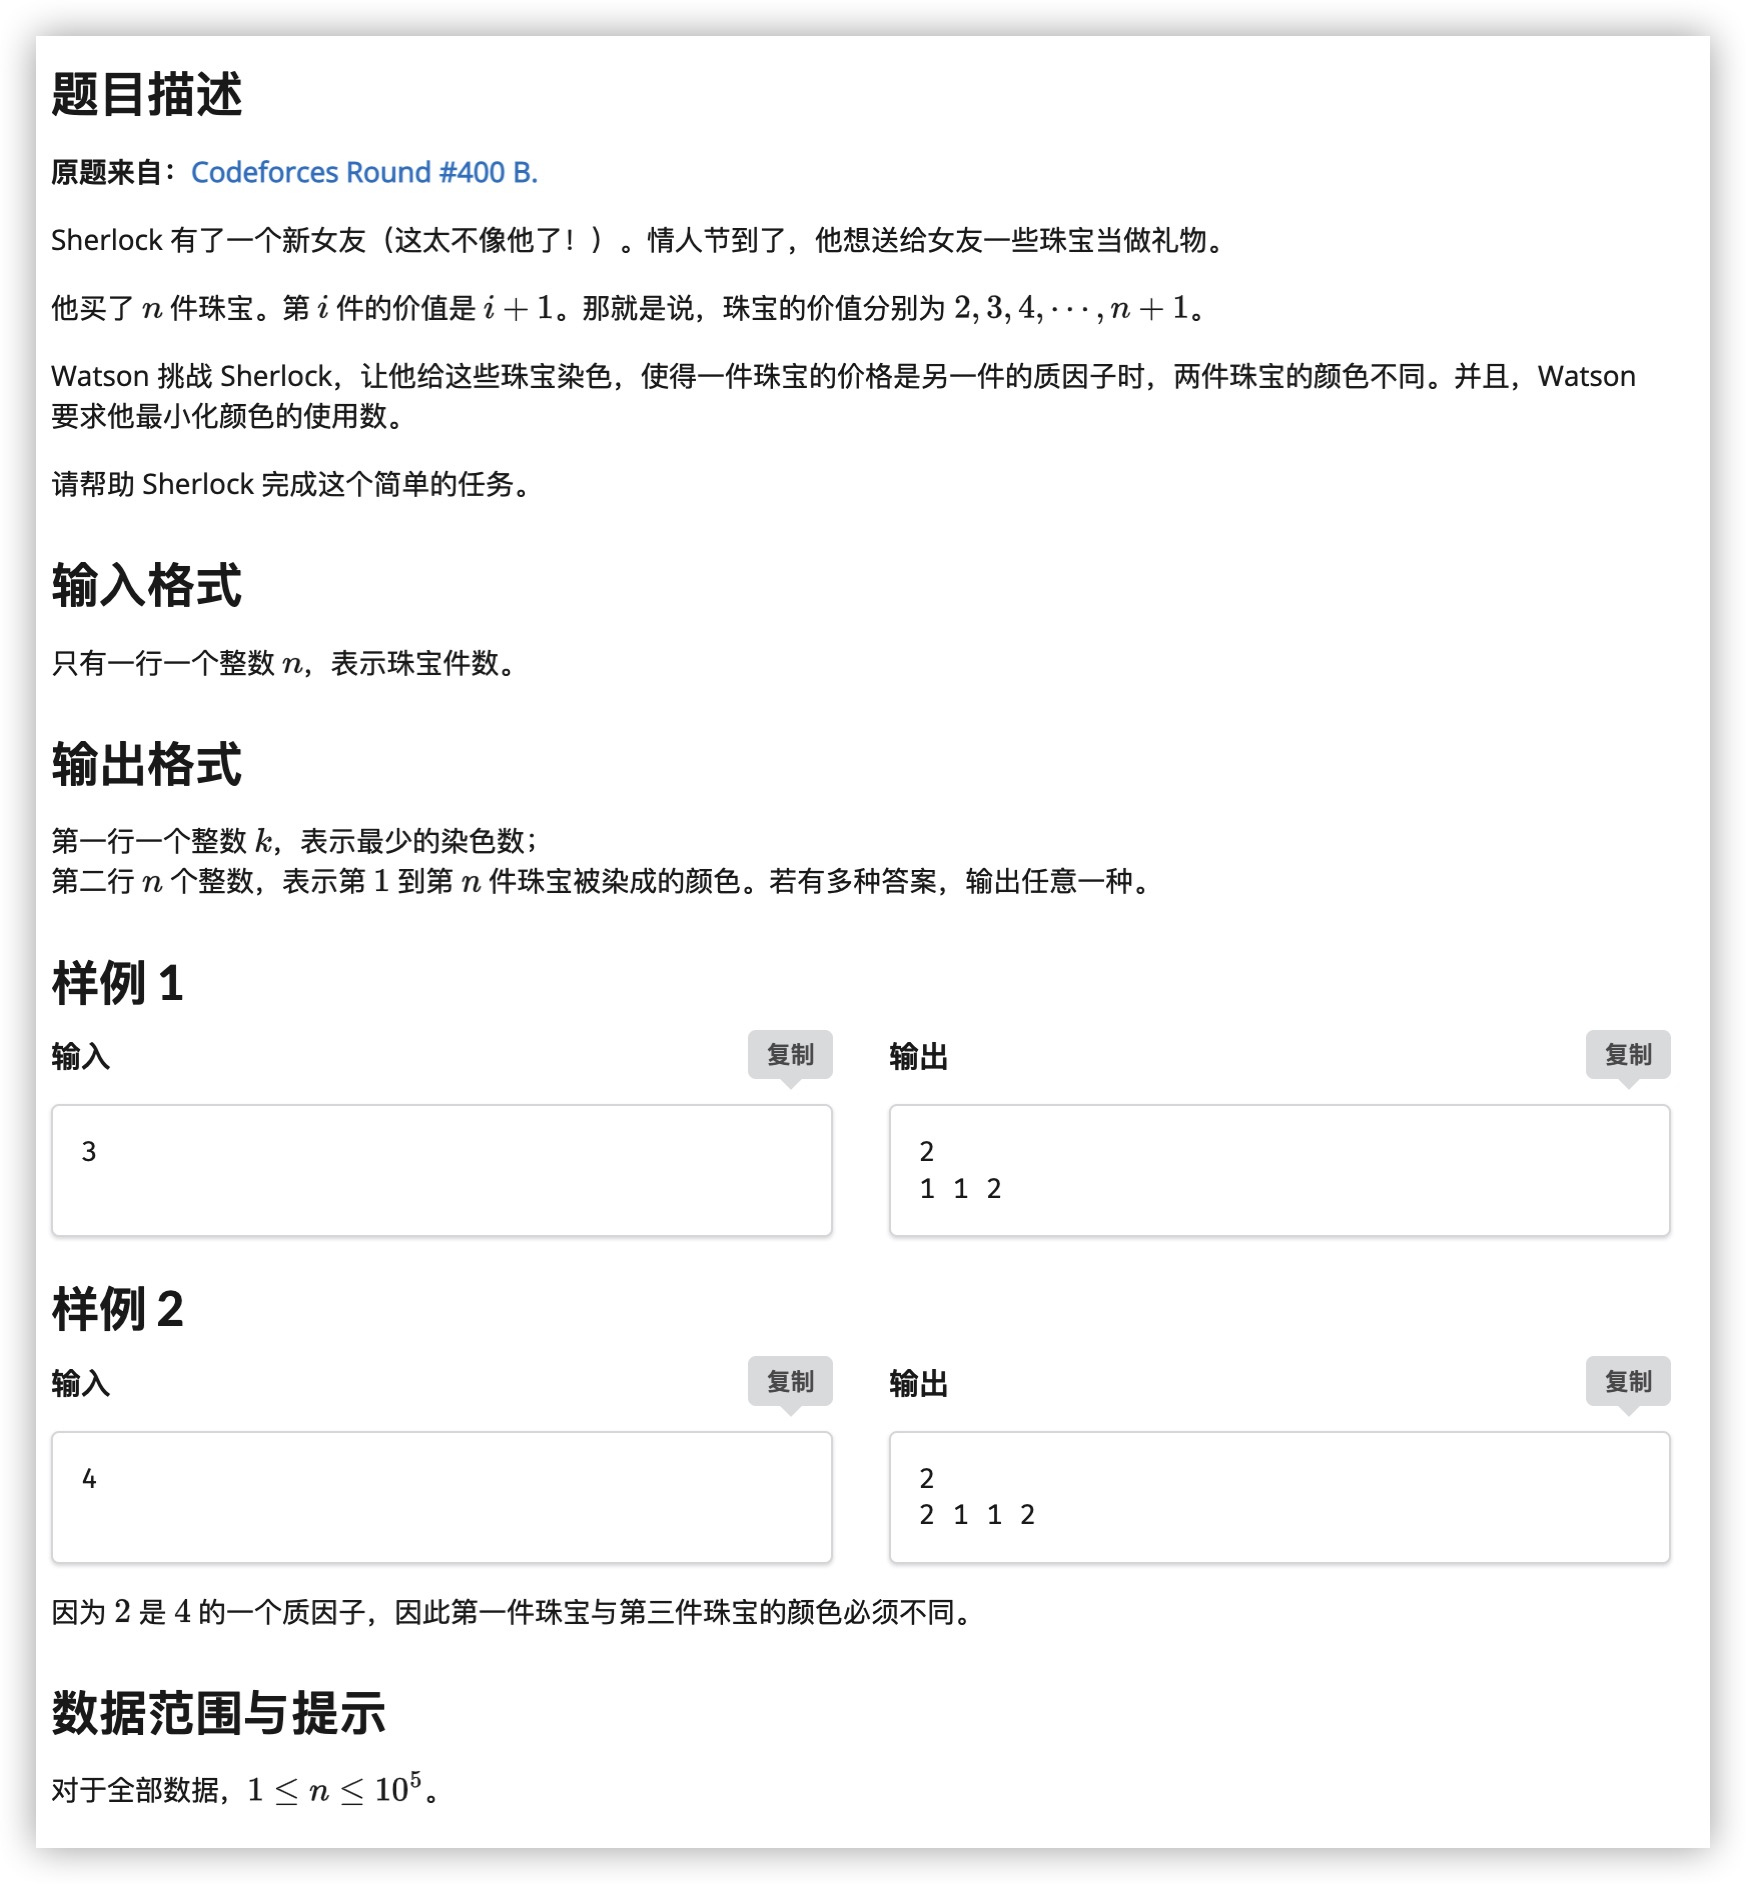 题目描述
原题来自：Codeforces Round #400 B.
Sherlock 有了一个新女友（这太不像他了！）。情人节到了，他想送给女友一些珠宝当做礼物。
他买了 n 件珠宝。第 i 件的价值是 i + 1。那就是说，珠宝的价值分别为 2, 3, 4, ⋯ , n + 1。
Watson 挑战 Sherlock，让他给这些珠宝染色，使得一件珠宝的价格是另一件的质因子时，两件珠宝的颜色不同。并且，Watson
要求他最小化颜色的使用数。
请帮助 Sherlock 完成这个简单的任务。
输入格式
只有一行一个整数 n，表示珠宝件数。
输出格式
第一行一个整数 k，表示最少的染色数；
第二行 n 个整数，表示第 1 到第 n 件珠宝被染成的颜色。若有多种答案，输出任意一种。
样例 1
输入 复制 输出 复制
3
2
1 1 2
样例 2
输入 复制 输出 复制
4
2
2 1 1 2
因为 2 是 4 的一个质因子，因此第一件珠宝与第三件珠宝的颜色必须不同。
数据范围与提示
对于全部数据，1 ≤ n ≤ 10⁵。